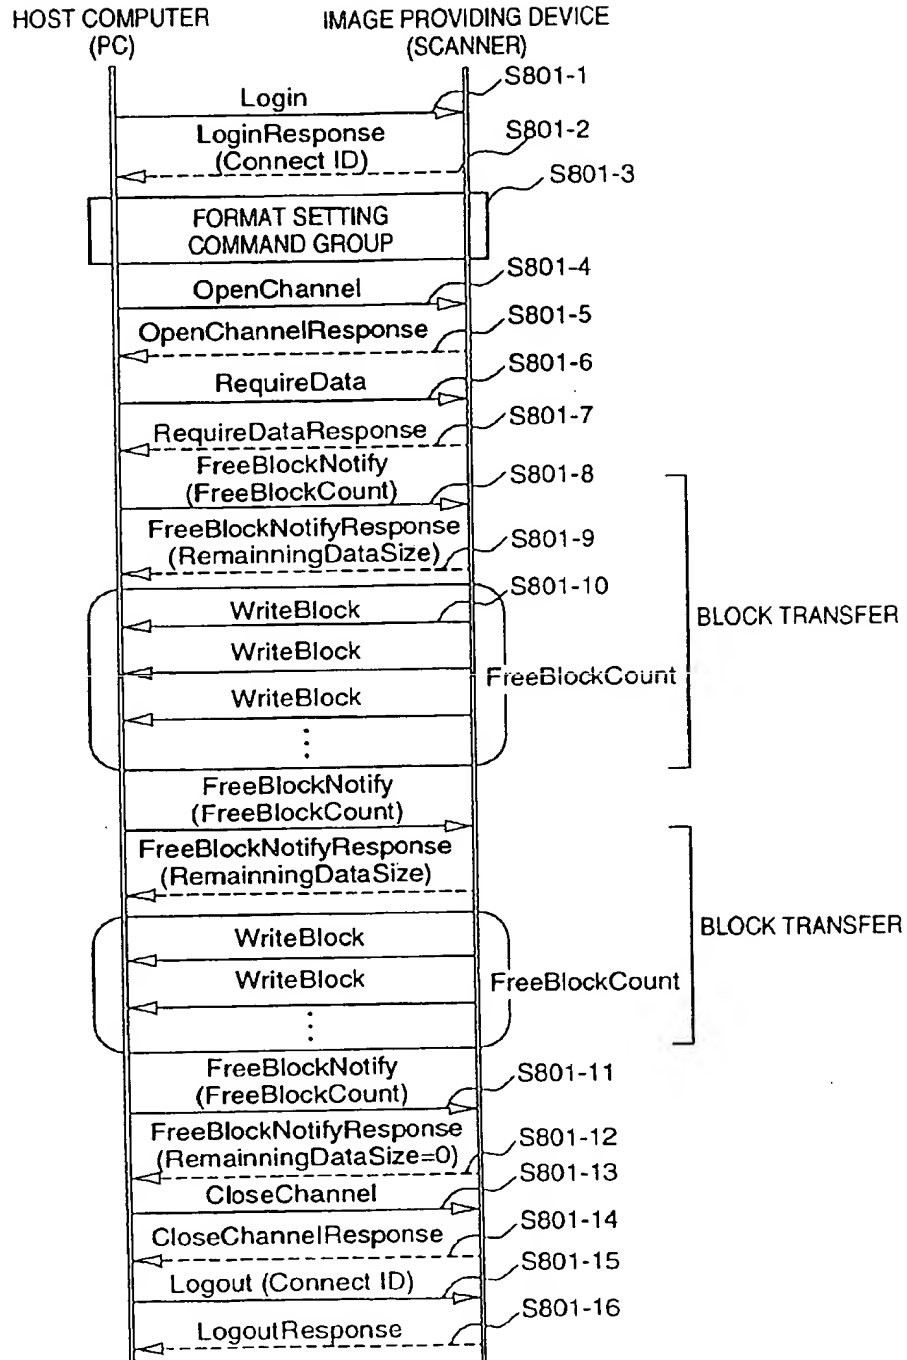 HOST COMPUTER
(PC)
IMAGE PROVIDING DEVICE
(SCANNER)
S801-1
Login
LoginResponse
(Connect ID)
S801-2
S801-3
FORMAT SETTING
COMMAND GROUP
S801-4
OpenChannel
S801-5
OpenChannelResponse
S801-6
RequireData
S801-7
RequireDataResponse
FreeBlockNotify
(FreeBlockCount)
S801-8
FreeBlockNotifyResponse
(RemainningDataSize)
S801-9
S801-10
WriteBlock
WriteBlock
WriteBlock
FreeBlockCount
BLOCK TRANSFER
FreeBlockNotify
(FreeBlockCount)
FreeBlockNotifyResponse
(RemainningDataSize)
WriteBlock
WriteBlock
FreeBlockCount
BLOCK TRANSFER
FreeBlockNotify
(FreeBlockCount)
S801-11
FreeBlockNotifyResponse
(RemainningDataSize=0)
S801-12
S801-13
CloseChannel
S801-14
CloseChannelResponse
S801-15
Logout (Connect ID)
S801-16
LogoutResponse